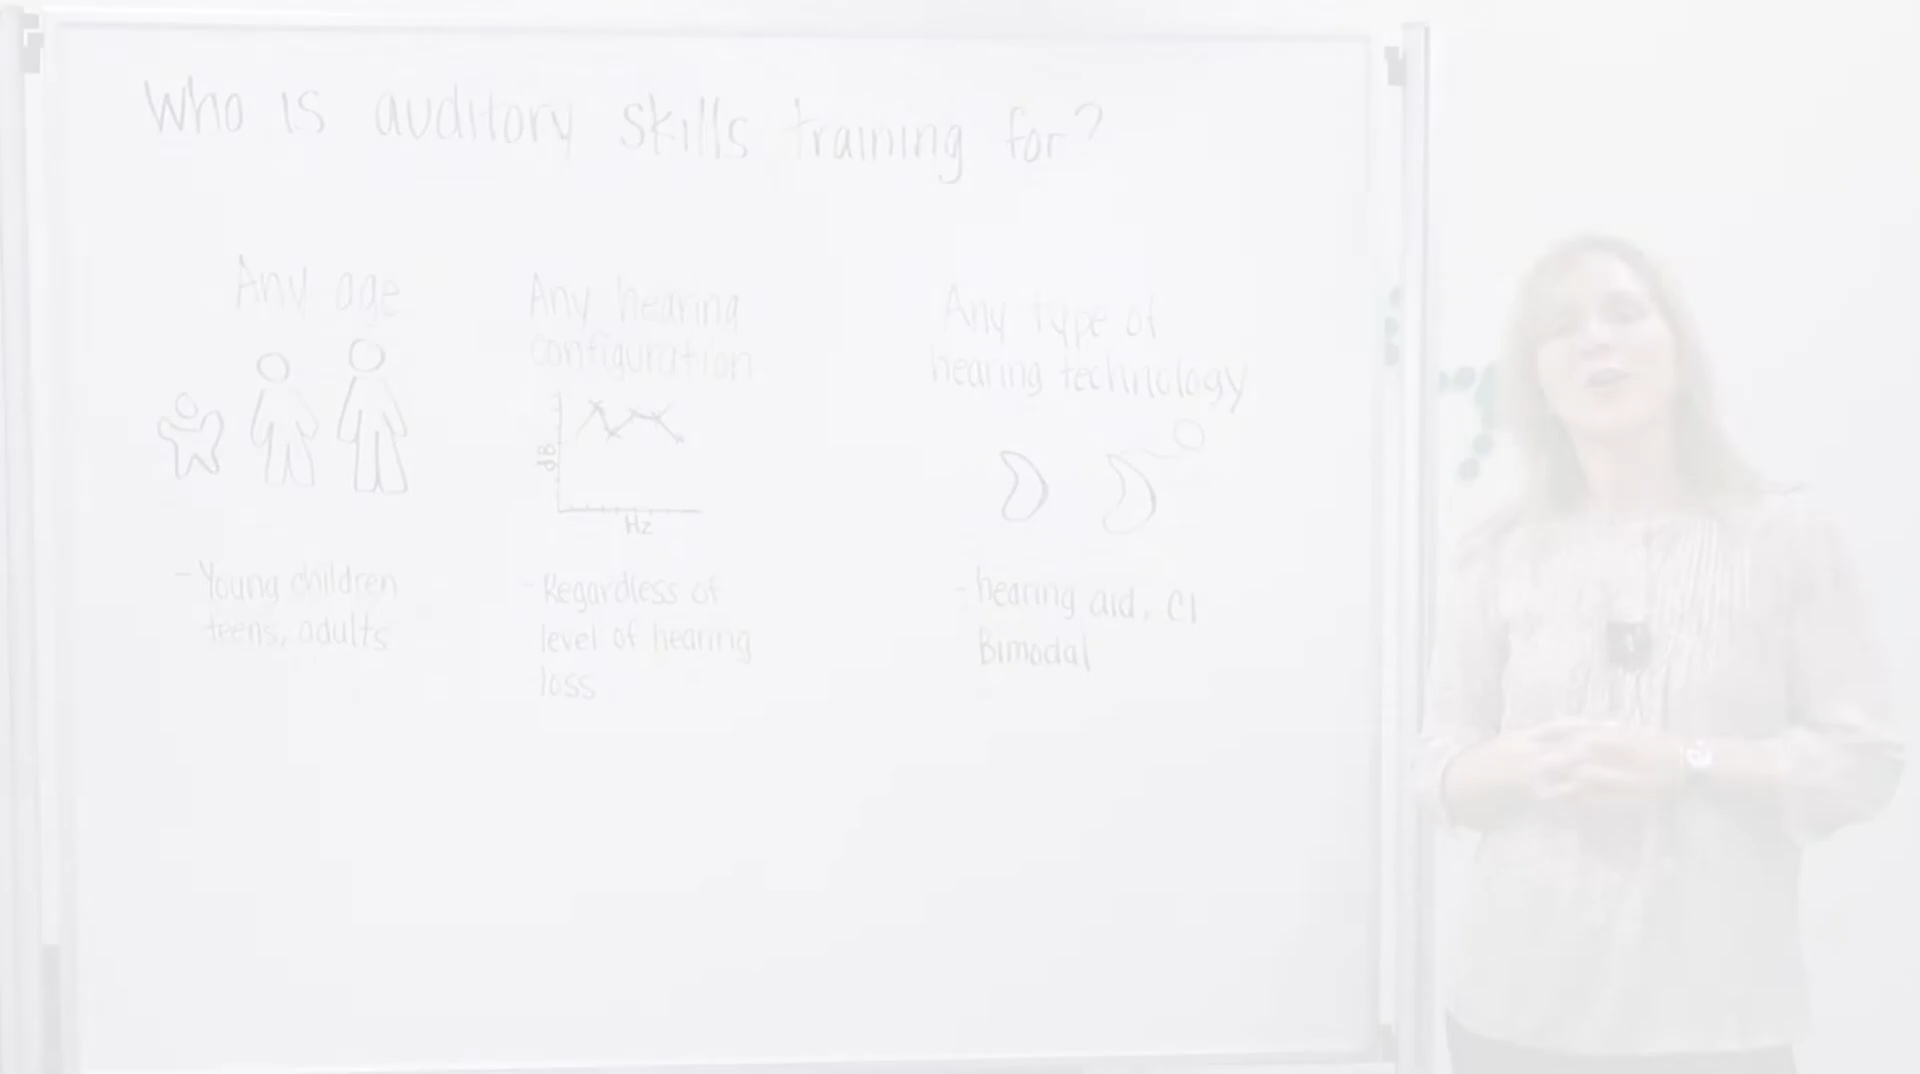 Who is auditory skills training for?
Any age
Any hearing
configuration
Any type of
hearing technology
dB
Hz
- Young children
teens, adults
- Regardless of
level of hearing
loss
- hearing aid, CI
Bimodal